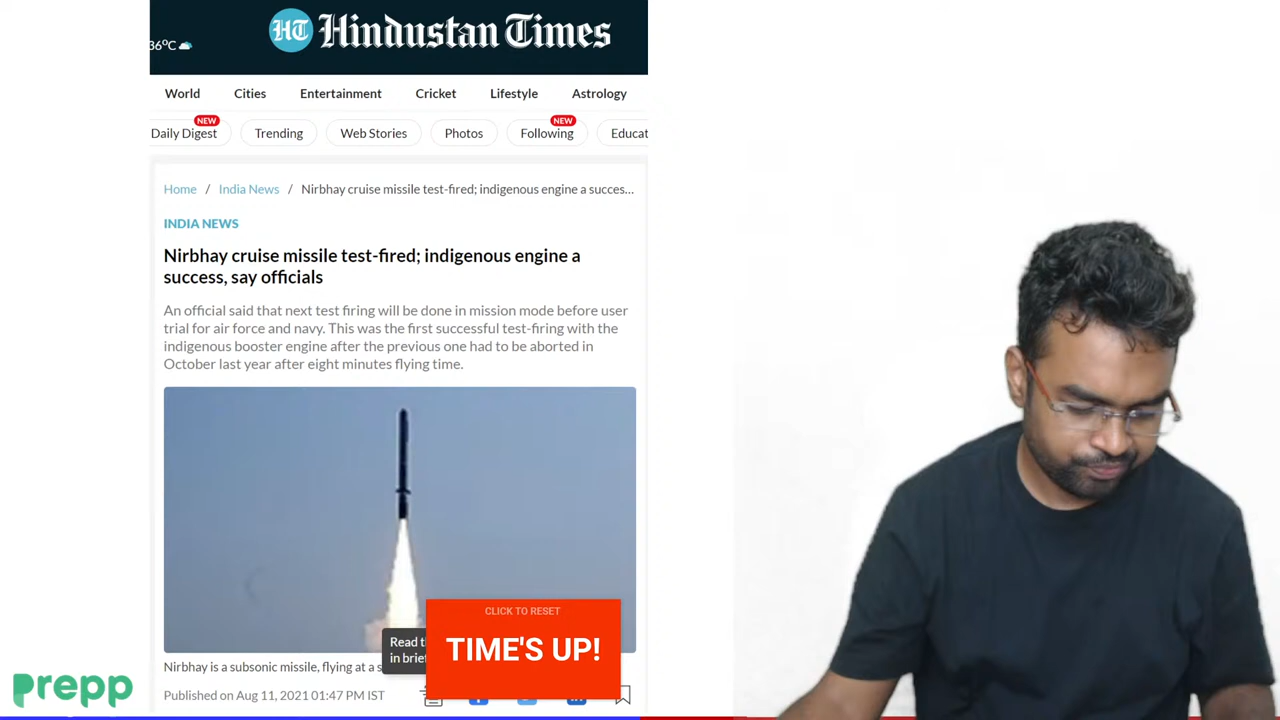 HT Hindustan Times
36°C
World Cities Entertainment Cricket Lifestyle Astrology
NEW NEW
Daily Digest Trending Web Stories Photos Following Educat
Home / India News / Nirbhay cruise missile test-fired; indigenous engine a succes...
INDIA NEWS
Nirbhay cruise missile test-fired; indigenous engine a
success, say officials
An official said that next test firing will be done in mission mode before user
trial for air force and navy. This was the first successful test-firing with the
indigenous booster engine after the previous one had to be aborted in
October last year after eight minutes flying time.
CLICK TO RESET
TIME'S UP!
Read
in brief
Nirbhay is a subsonic missile, flying at a
Published on Aug 11, 2021 01:47 PM IST
prepp